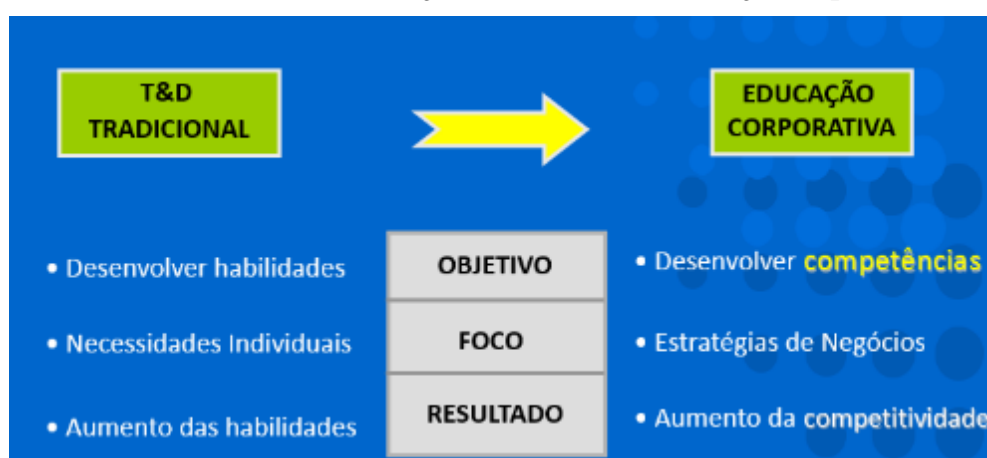 T&D
TRADICIONAL
EDUCAÇÃO
CORPORATIVA
• Desenvolver habilidades
OBJETIVO
• Desenvolver competências
• Necessidades Individuais
FOCO
• Estratégias de Negócios
• Aumento das habilidades
RESULTADO
• Aumento da competitividade